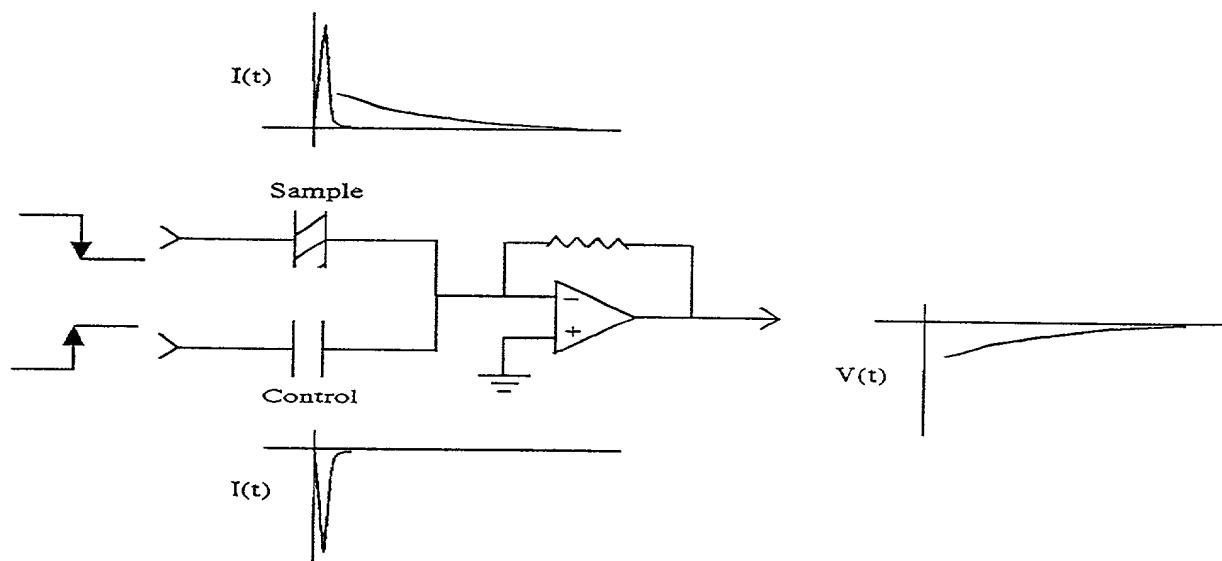 I(t)
Sample
−
+
Control
V(t)
I(t)